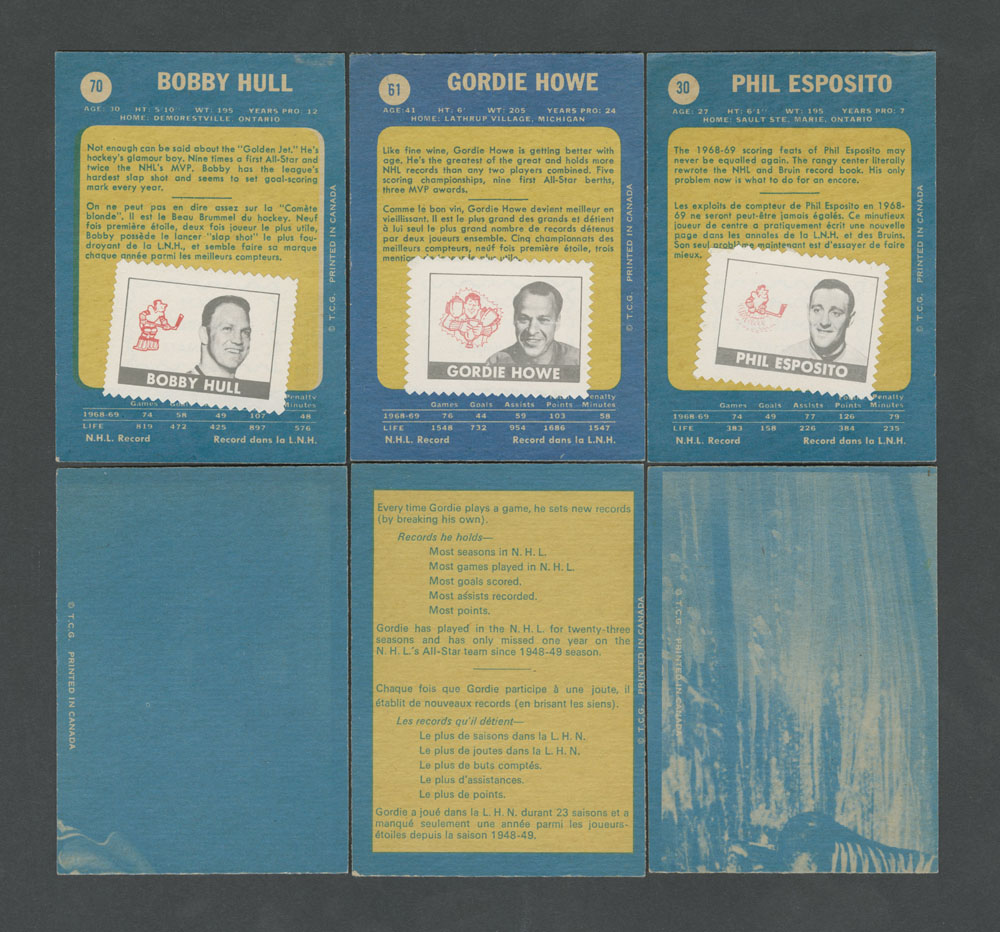 70
BOBBY HULL
AGE: 30 HT: 5'10" WT: 195 YEARS PRO: 12
HOME: DEMORESTVILLE, ONTARIO
Not enough can be said about the "Golden Jet." He's
hockey's glamour boy. Nine times a first All-Star and
twice the NHL's MVP, Bobby has the league's
hardest slap shot and seems to set goal-scoring
mark every year.
On ne peut pas en dire assez sur la "Comète
blonde". Il est le Beau Brummel du hockey. Neuf
fois première étoile, deux fois joueur le plus utile,
Bobby possède le lancer "slap shot" le plus fou-
droyant de la L.N.H., et semble faire sa marque
chaque année parmi les meilleurs compteurs.
BOBBY HULL
Games Goals
Minutes
1968-69 74 58 49 107 48
LIFE 819 472 425 897 576
N.H.L. Record Record dans la L.N.H.
© T.C.G. PRINTED IN CANADA
61
GORDIE HOWE
AGE: 41 HT: 6' WT: 205 YEARS PRO: 24
HOME: LATHRUP VILLAGE, MICHIGAN
Like fine wine, Gordie Howe is getting better with
age. He's the greatest of the great and holds more
NHL records than any two players combined. Five
scoring championships, nine first All-Star berths,
three MVP awards.
Comme le bon vin, Gordie Howe devient meilleur en
vieillissant. Il est le plus grand des grands et détient
à lui seul le plus grand nombre de records détenus
par deux joueurs ensemble. Cinq championnats des
meilleurs compteurs, neuf fois première étoile, trois
GORDIE HOWE
Penalty
Games Goals Assists Points Minutes
1968-69 76 44 59 103 58
LIFE 1548 732 954 1686 1547
N.H.L. Record Record dans la L.N.H.
© T.C.G. PRINTED IN CANADA
30
PHIL ESPOSITO
AGE: 27 HT: 6'1" WT: 195 YEARS PRO: 7
HOME: SAULT STE, MARIE, ONTARIO
The 1968-69 scoring feats of Phil Esposito may
never be equalled again. The rangy center literally
rewrote the NHL and Bruin record book. His only
problem now is what to do for an encore.
Les exploits de compteur de Phil Esposito en 1968-
69 ne seront peut-être jamais égalés. Ce minutieux
joueur de centre a pratiquement écrit une nouvelle
page dans les annales de la L.N.H. et des Bruins.
Son seul problème maintenant est d'essayer de faire
mieux.
PHIL ESPOSITO
Penalty
Games Goals Assists Points Minutes
1968-69 74 49 77 126 79
LIFE 383 158 226 384 235
N.H.L. Record Record dans la L.N.H.
© T.C.G. PRINTED IN CANADA
© T.C.G. PRINTED IN CANADA
Every time Gordie plays a game, he sets new records
(by breaking his own).
Records he holds—
Most seasons in N. H. L.
Most games played in N. H. L.
Most goals scored.
Most assists recorded.
Most points.
Gordie has played in the N. H. L. for twenty-three
seasons and has only missed one year on the
N. H. L.'s All-Star team since 1948-49 season.
Chaque fois que Gordie participe à une joute, il
établit de nouveaux records (en brisant les siens).
Les records qu'il détient—
Le plus de saisons dans la L. H. N.
Le plus de joutes dans la L. H. N.
Le plus de buts comptés.
Le plus d'assistances.
Le plus de points.
Gordie a joué dans la L. H. N. durant 23 saisons et a
manqué seulement une année parmi les joueurs-
étoiles depuis la saison 1948-49.
© T.C.G. PRINTED IN CANADA
© T.C.G. PRINTED IN CANADA